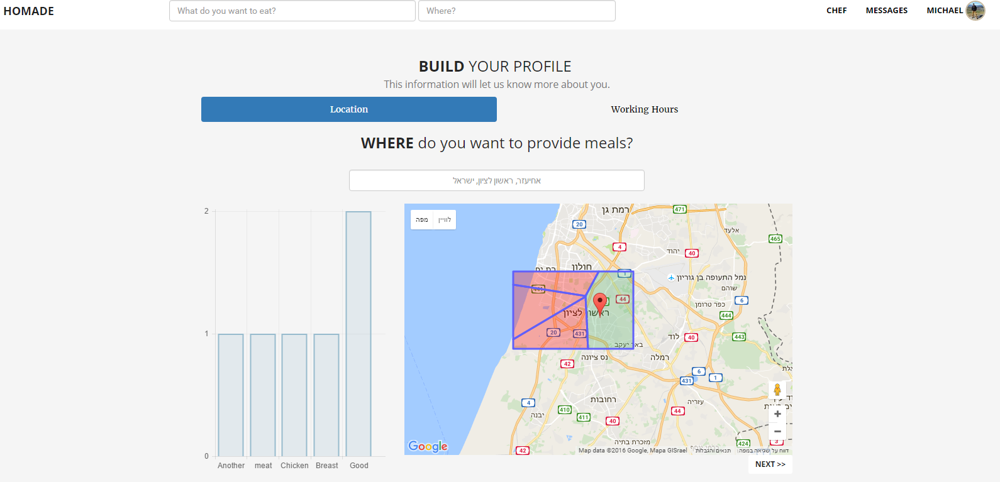 HOMADE
What do you want to eat?
Where?
CHEF
MESSAGES
MICHAEL
BUILD YOUR PROFILE
This information will let us know more about you.
Location
Working Hours
WHERE do you want to provide meals?
אחיעזר, ראשון לציון, ישראל
2
1
0
Another
meat
Chicken
Breast
Good
מפה
לוויין
רמת גן
471
20
אלעד
465
4
יהוד
40
חולון
בת ים
1
נמל התעופה בן גוריון
שוהם
441
44
6
כפר טרומן
ראשון לציון
444
20
431
לוד
40
443
באר יעקב
נס ציונה
רמלה
42
6
1
431
רחובות
4
עזריה
410
44
יבנה
411
40
מזכרת בתיה
424
3
42
Google
Map data ©2016 Google, Mapa GISrael
תנאים והגבלות
דווח על שגיאה במפה
+
−
NEXT >>